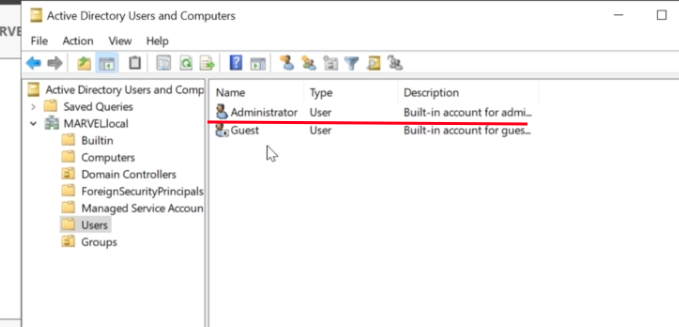 Active Directory Users and Computers
RVE
File Action View Help
Active Directory Users and Comp
Saved Queries
MARVEL.local
Builtin
Computers
Domain Controllers
ForeignSecurityPrincipals
Managed Service Accoun
Users
Groups
Name Type Description
Administrator User Built-in account for admi...
Guest User Built-in account for gues...